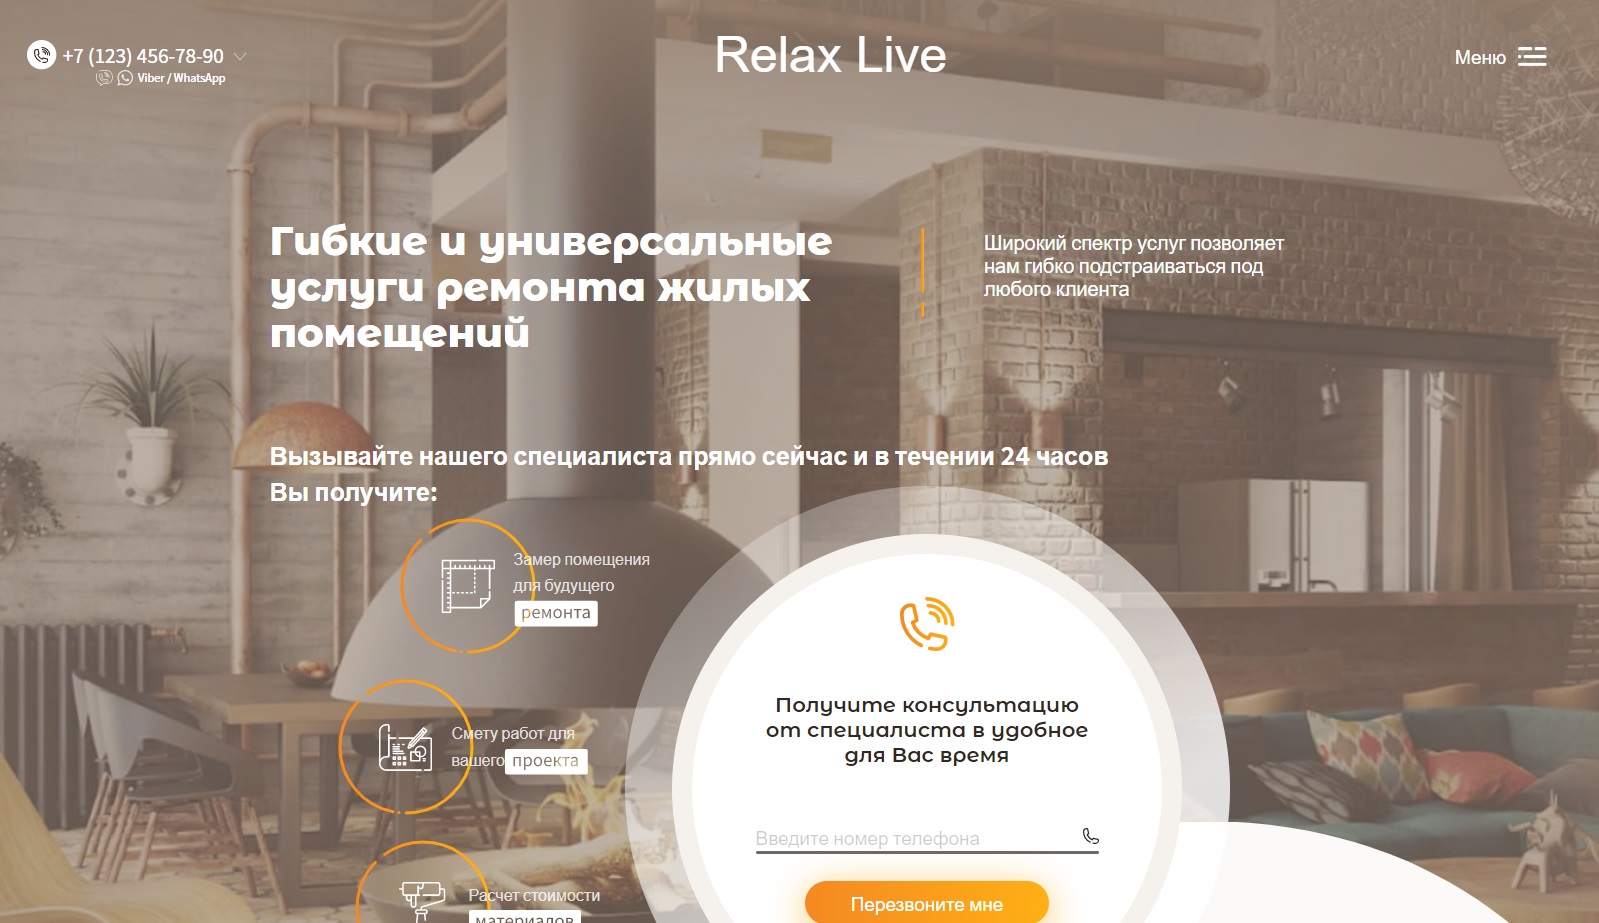 +7 (123) 456-78-90
Viber / WhatsApp
Relax Live
Меню
Гибкие и универсальные
услуги ремонта жилых
помещений
Широкий спектр услуг позволяет
нам гибко подстраиваться под
любого клиента
Вызывайте нашего специалиста прямо сейчас и в течении 24 часов
Вы получите:
Замер помещения
для будущего
ремонта
Смету работ для
вашего проекта
Расчет стоимости
материалов
Получите консультацию
от специалиста в удобное
для Вас время
Введите номер телефона
Перезвоните мне